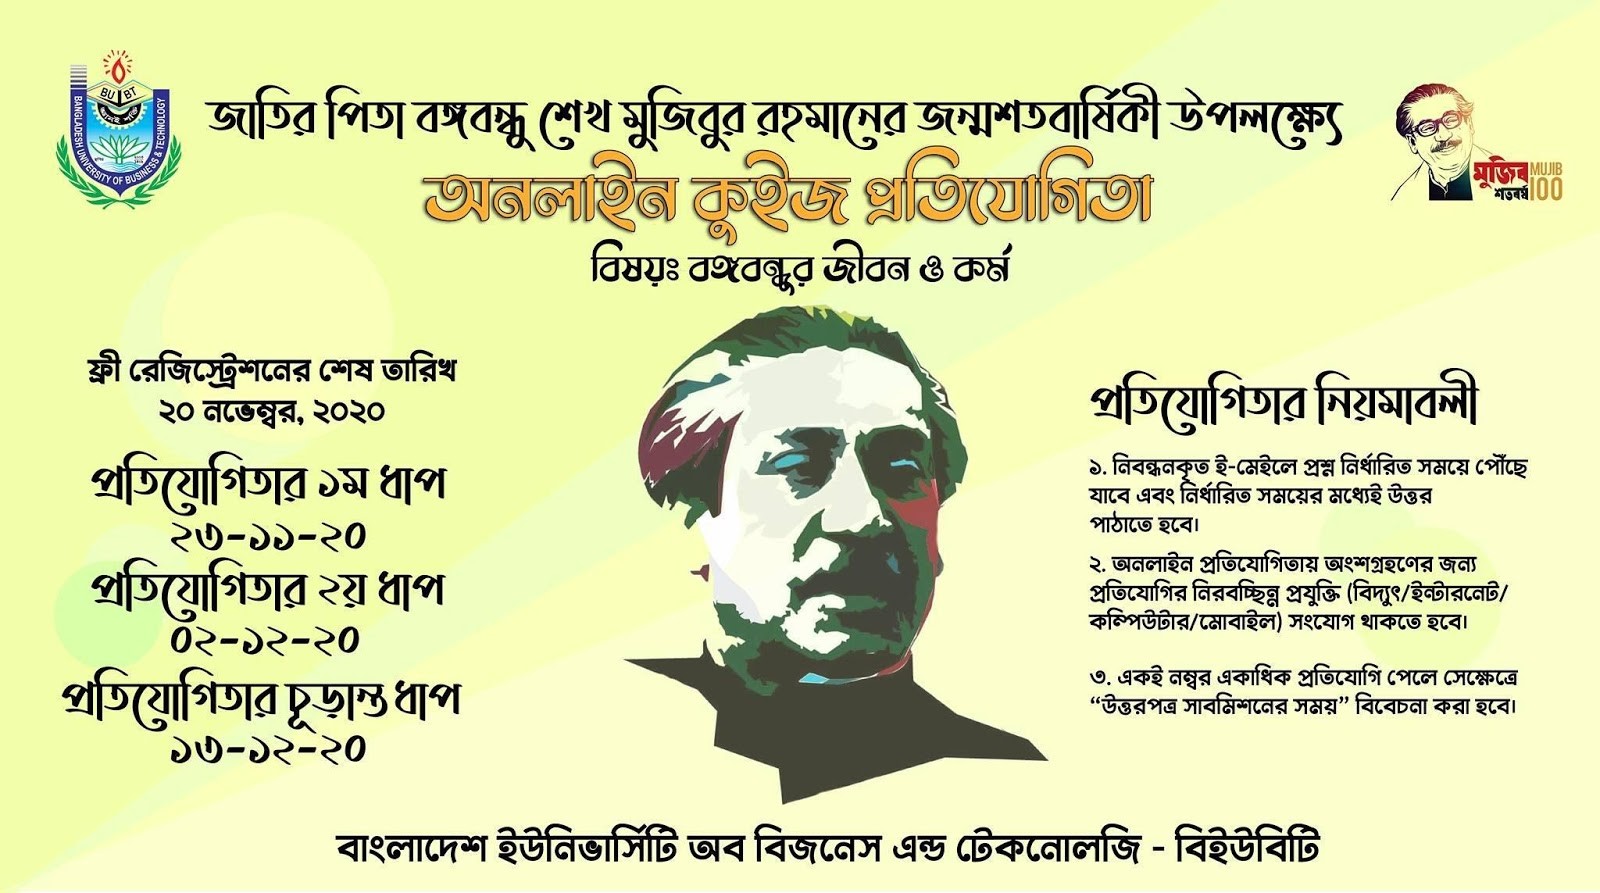 জাতির পিতা বঙ্গবন্ধু শেখ মুজিবুর রহমানের জন্মশতবার্ষিকী উপলক্ষ্যে
অনলাইন কুইজ প্রতিযোগিতা
বিষয়ঃ বঙ্গবন্ধুর জীবন ও কর্ম
BU BT
BANGLADESH UNIVERSITY OF BUSINESS & TECHNOLOGY
মুজিব MUJIB
শতবর্ষ 100
ফ্রী রেজিস্ট্রেশনের শেষ তারিখ
২০ নভেম্বর, ২০২০
প্রতিযোগিতার ১ম ধাপ
২৩-১১-২০
প্রতিযোগিতার ২য় ধাপ
০২-১২-২০
প্রতিযোগিতার চূড়ান্ত ধাপ
১৩-১২-২০
প্রতিযোগিতার নিয়মাবলী
১. নিবন্ধনকৃত ই-মেইলে প্রশ্ন নির্ধারিত সময়ে পৌঁছে
যাবে এবং নির্ধারিত সময়ের মধ্যেই উত্তর
পাঠাতে হবে।
২. অনলাইন প্রতিযোগিতায় অংশগ্রহণের জন্য
প্রতিযোগির নিরবচ্ছিন্ন প্রযুক্তি (বিদ্যুৎ/ইন্টারনেট/
কম্পিউটার/মোবাইল) সংযোগ থাকতে হবে।
৩. একই নম্বর একাধিক প্রতিযোগি পেলে সেক্ষেত্রে
“উত্তরপত্র সাবমিশনের সময়” বিবেচনা করা হবে।
বাংলাদেশ ইউনিভার্সিটি অব বিজনেস এন্ড টেকনোলজি - বিইউবিটি